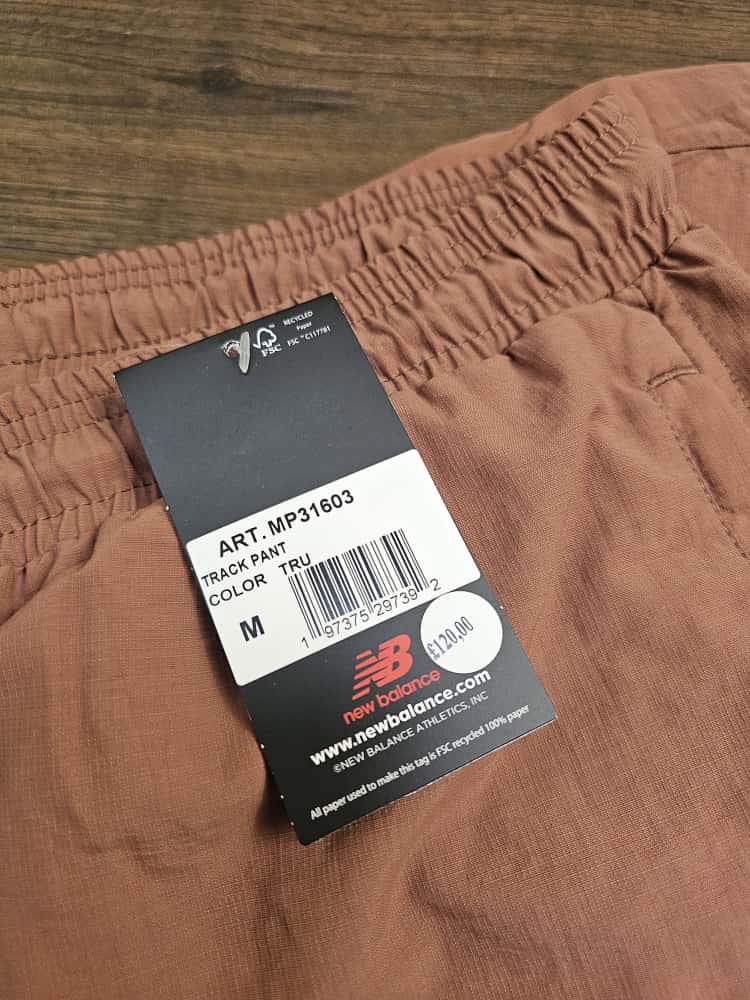 RECYCLED
Paper
FSC™ C117781
FSC
ART. MP31603
TRACK PANT
COLOR TRU
M
1 97375 29739 2
£120,00
NB
new balance
www.newbalance.com
©NEW BALANCE ATHLETICS, INC
All paper used to make this tag is FSC recycled 100% paper